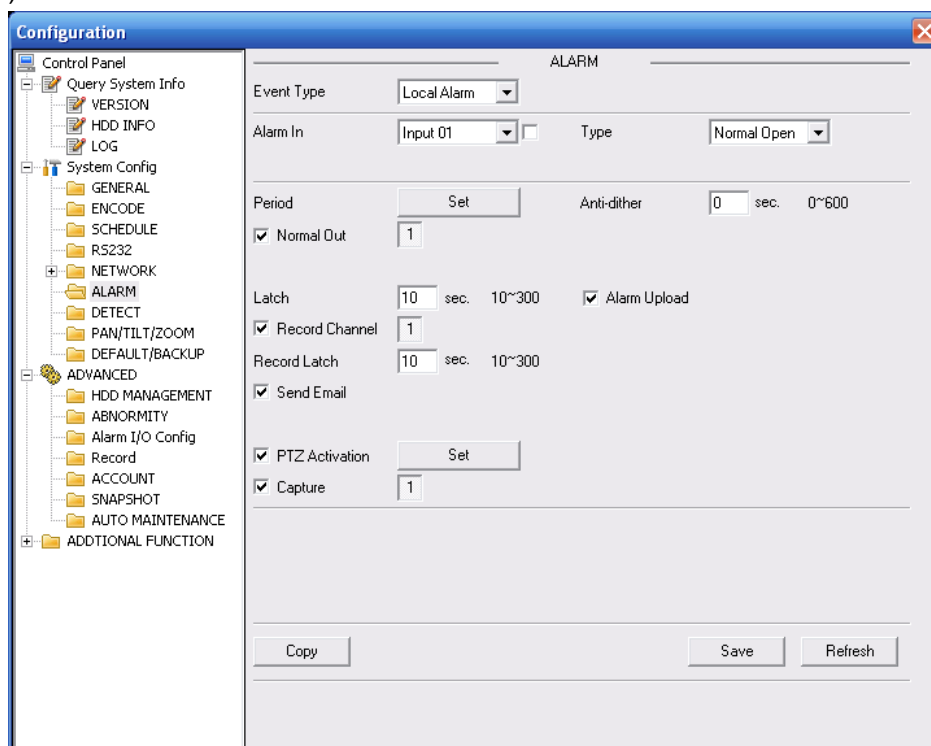 )
Configuration
Control Panel
Query System Info
VERSION
HDD INFO
LOG
System Config
GENERAL
ENCODE
SCHEDULE
RS232
NETWORK
ALARM
DETECT
PAN/TILT/ZOOM
DEFAULT/BACKUP
ADVANCED
HDD MANAGEMENT
ABNORMITY
Alarm I/O Config
Record
ACCOUNT
SNAPSHOT
AUTO MAINTENANCE
ADDTIONAL FUNCTION
ALARM
Event Type Local Alarm
Alarm In Input 01 Type Normal Open
Period Set Anti-dither 0 sec. 0~600
Normal Out 1
Latch 10 sec. 10~300 Alarm Upload
Record Channel 1
Record Latch 10 sec. 10~300
Send Email
PTZ Activation Set
Capture 1
Copy Save Refresh